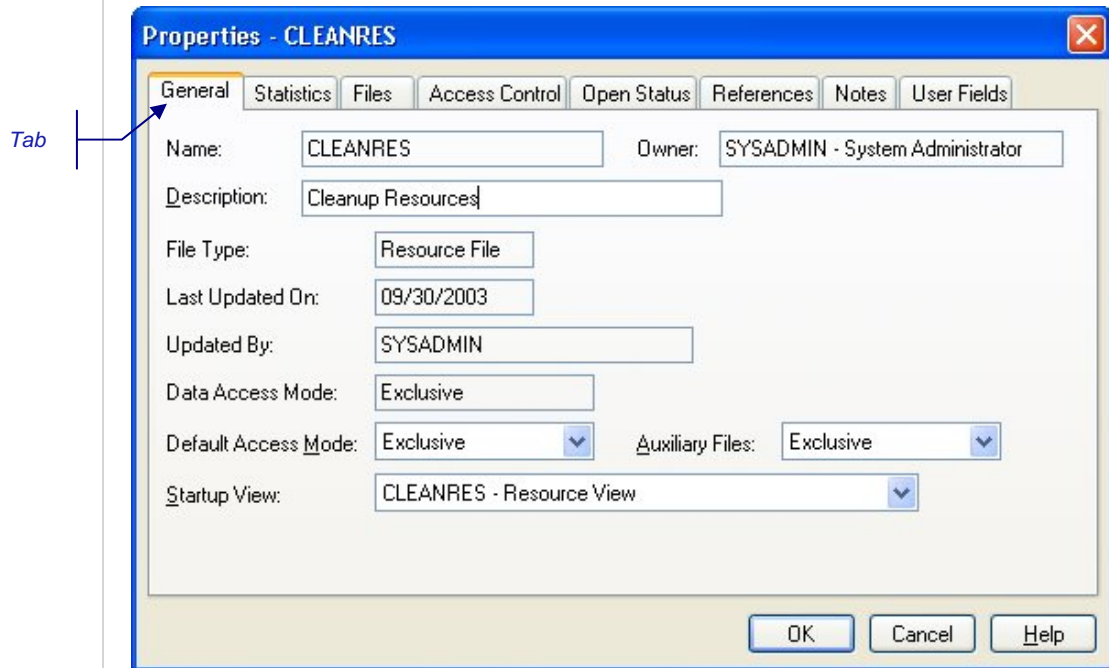 Properties - CLEANRES
General Statistics Files Access Control Open Status References Notes User Fields
Tab
Name: CLEANRES Owner: SYSADMIN - System Administrator
Description: Cleanup Resources
File Type: Resource File
Last Updated On: 09/30/2003
Updated By: SYSADMIN
Data Access Mode: Exclusive
Default Access Mode: Exclusive Auxiliary Files: Exclusive
Startup View: CLEANRES - Resource View
OK Cancel Help